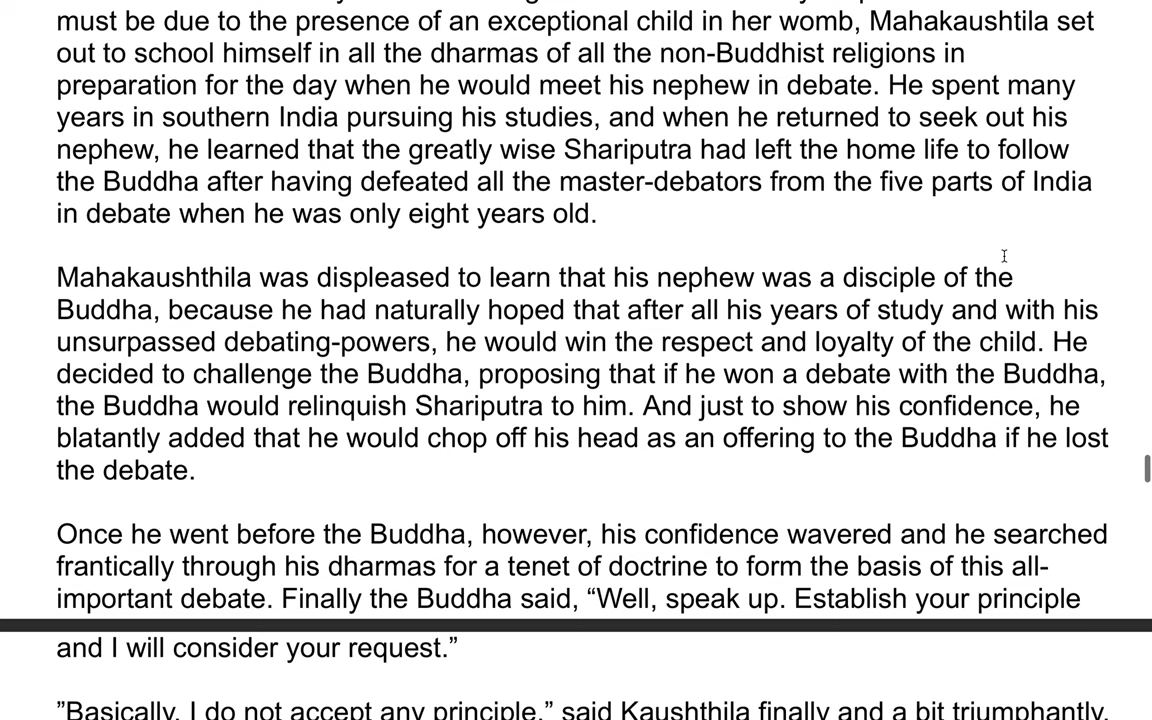 must be due to the presence of an exceptional child in her womb, Mahakaushtila set
out to school himself in all the dharmas of all the non-Buddhist religions in
preparation for the day when he would meet his nephew in debate. He spent many
years in southern India pursuing his studies, and when he returned to seek out his
nephew, he learned that the greatly wise Shariputra had left the home life to follow
the Buddha after having defeated all the master-debators from the five parts of India
in debate when he was only eight years old.
Mahakaushthila was displeased to learn that his nephew was a disciple of the
Buddha, because he had naturally hoped that after all his years of study and with his
unsurpassed debating-powers, he would win the respect and loyalty of the child. He
decided to challenge the Buddha, proposing that if he won a debate with the Buddha,
the Buddha would relinquish Shariputra to him. And just to show his confidence, he
blatantly added that he would chop off his head as an offering to the Buddha if he lost
the debate.
Once he went before the Buddha, however, his confidence wavered and he searched
frantically through his dharmas for a tenet of doctrine to form the basis of this all-
important debate. Finally the Buddha said, “Well, speak up. Establish your principle
and I will consider your request.”
”Basically, I do not accept any principle,” said Kaushthila finally and a bit triumphantly,